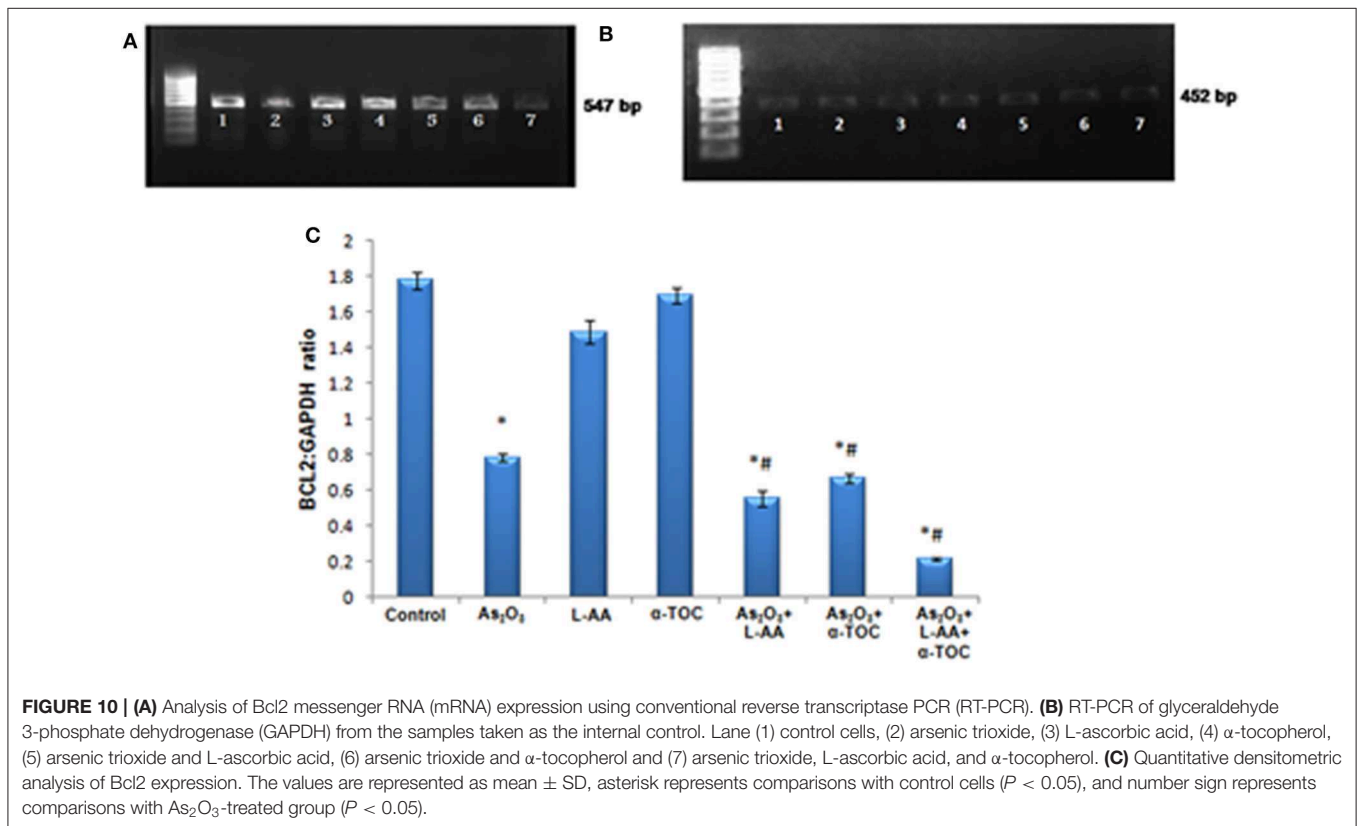 A
B
1 2 3 4 5 6 7
547 bp
1 2 3 4 5 6 7
452 bp
C
BCL2:GAPDH ratio
2
1.8
1.6
1.4
1.2
1
0.8
0.6
0.4
0.2
0
*
*#
*#
*#
Control As₂O₃ L-AA α-TOC As₂O₃+ As₂O₃+ As₂O₃+
L-AA α-TOC L-AA+
α-TOC
FIGURE 10 | (A) Analysis of Bcl2 messenger RNA (mRNA) expression using conventional reverse transcriptase PCR (RT-PCR). (B) RT-PCR of glyceraldehyde
3-phosphate dehydrogenase (GAPDH) from the samples taken as the internal control. Lane (1) control cells, (2) arsenic trioxide, (3) L-ascorbic acid, (4) α-tocopherol,
(5) arsenic trioxide and L-ascorbic acid, (6) arsenic trioxide and α-tocopherol and (7) arsenic trioxide, L-ascorbic acid, and α-tocopherol. (C) Quantitative densitometric
analysis of Bcl2 expression. The values are represented as mean ± SD, asterisk represents comparisons with control cells (P < 0.05), and number sign represents
comparisons with As₂O₃-treated group (P < 0.05).